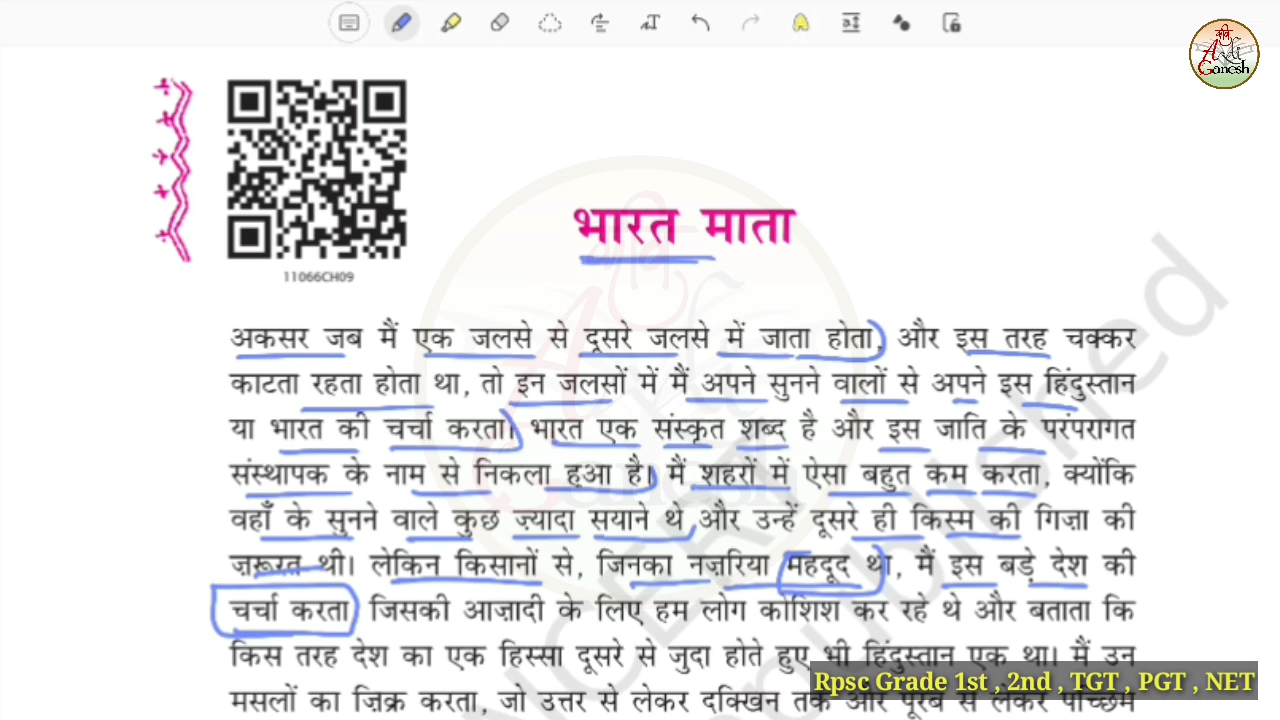 Ardi
Ganesh
11066CH09
भारत माता
अकसर जब मैं एक जलसे से दूसरे जलसे में जाता होता, और इस तरह चक्कर
काटता रहता होता था, तो इन जलसों में मैं अपने सुनने वालों से अपने इस हिंदुस्तान
या भारत की चर्चा करता। भारत एक संस्कृत शब्द है और इस जाति के परंपरागत
संस्थापक के नाम से निकला हुआ है। मैं शहरों में ऐसा बहुत कम करता, क्योंकि
वहाँ के सुनने वाले कुछ ज़्यादा सयाने थे और उन्हें दूसरे ही किस्म की गिज़ा की
ज़रूरत थी। लेकिन किसानों से, जिनका नज़रिया महदूद था, मैं इस बड़े देश की
चर्चा करता जिसकी आज़ादी के लिए हम लोग कोशिश कर रहे थे और बताता कि
किस तरह देश का एक हिस्सा दूसरे से जुदा होते हुए भी हिंदुस्तान एक था। मैं उन
मसलों का ज़िक्र करता, जो उत्तर से लेकर दक्खिन तक और पूरब से लेकर पच्छिम
Rpsc Grade 1st , 2nd , TGT , PGT , NET